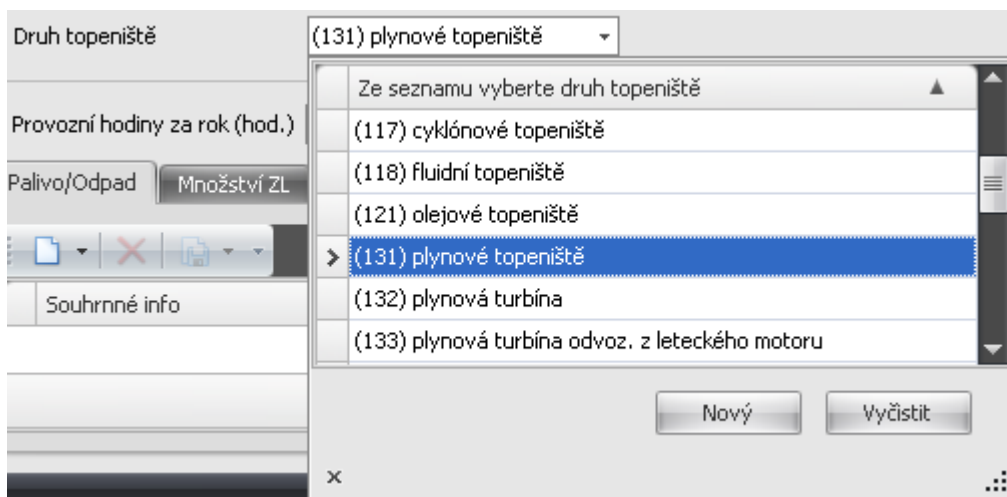 Druh topeniště
(131) plynové topeniště
Ze seznamu vyberte druh topeniště
Provozní hodiny za rok (hod.)
(117) cyklónové topeniště
(118) fluidní topeniště
Palivo/Odpad
Množství ZL
(121) olejové topeniště
(131) plynové topeniště
(132) plynová turbína
Souhrnné info
(133) plynová turbína odvoz. z leteckého motoru
Nový
Vyčistit